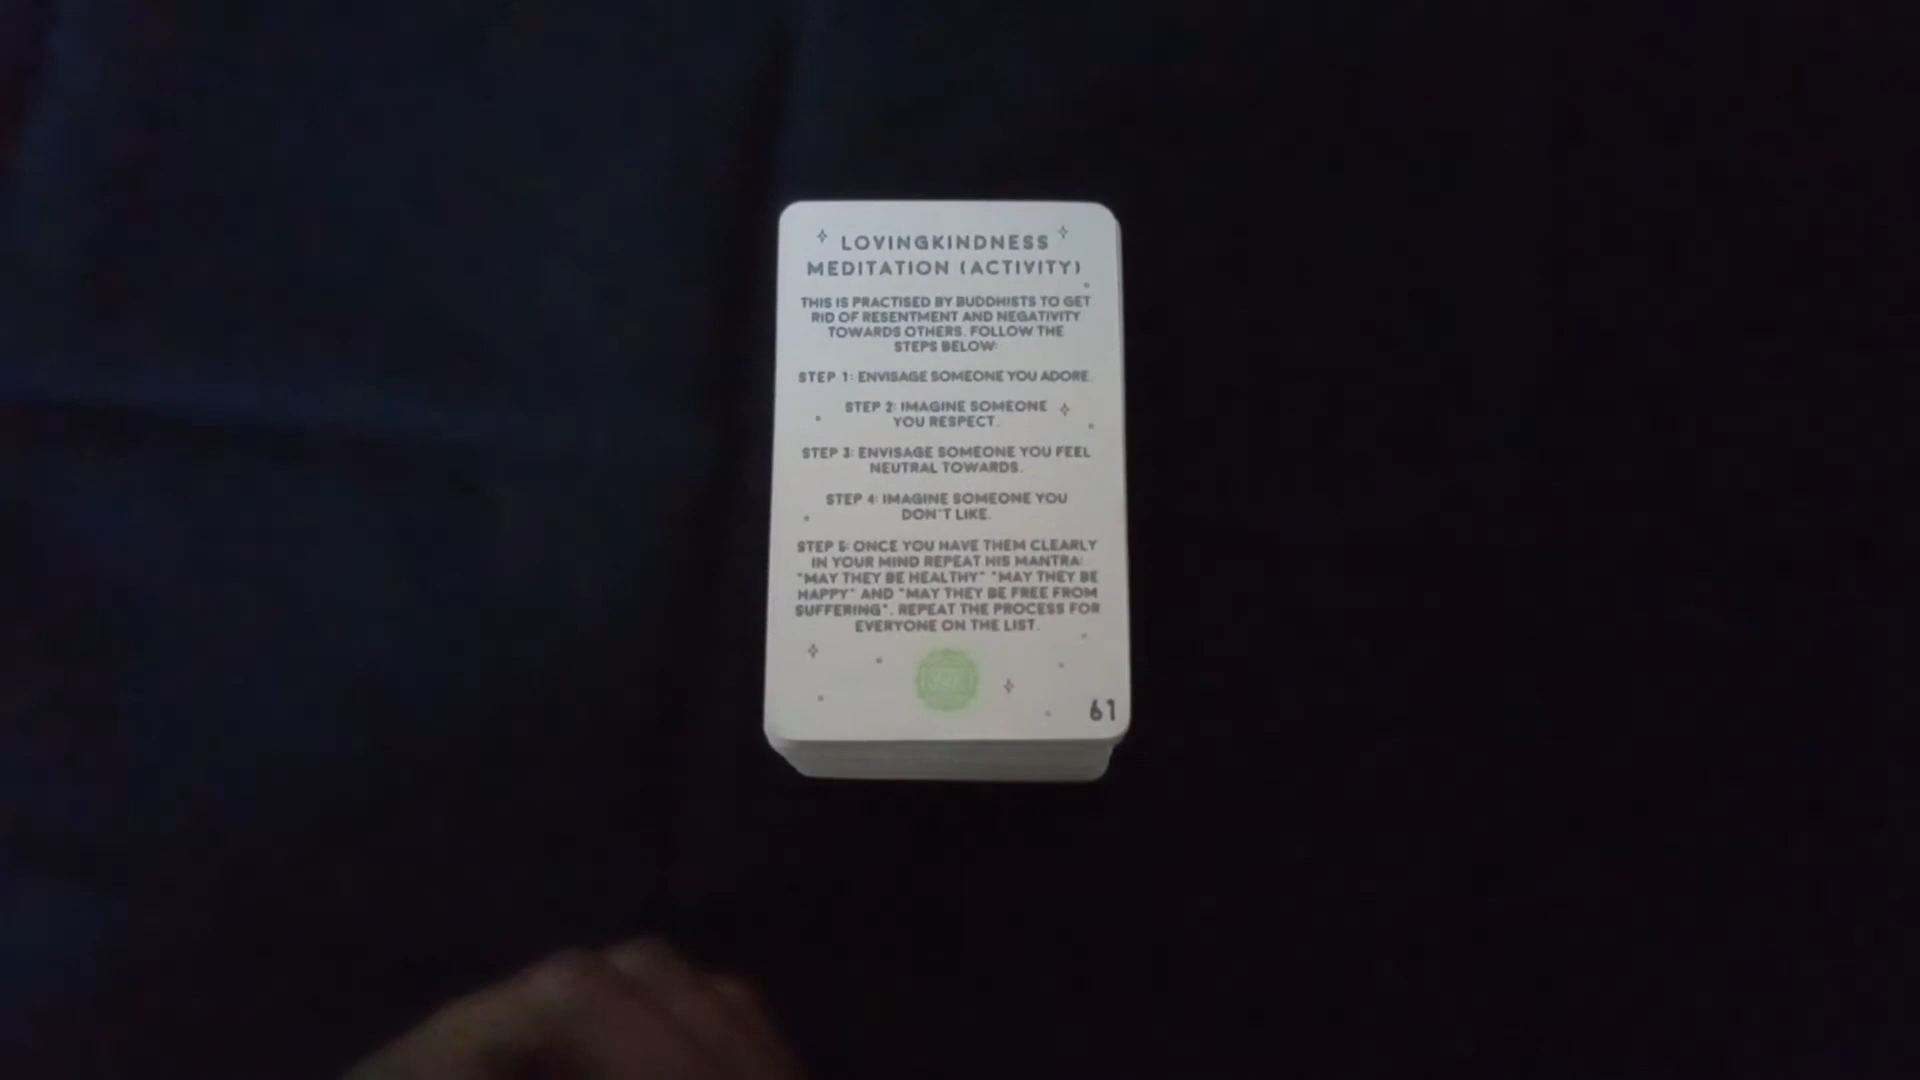 LOVINGKINDNESS
MEDITATION (ACTIVITY)
THIS IS PRACTISED BY BUDDHISTS TO GET
RID OF RESENTMENT AND NEGATIVITY
TOWARDS OTHERS. FOLLOW THE
STEPS BELOW:
STEP 1: ENVISAGE SOMEONE YOU ADORE.
STEP 2: IMAGINE SOMEONE
YOU RESPECT.
STEP 3: ENVISAGE SOMEONE YOU FEEL
NEUTRAL TOWARDS.
STEP 4: IMAGINE SOMEONE YOU
DON'T LIKE.
STEP 5: ONCE YOU HAVE THEM CLEARLY
IN YOUR MIND REPEAT HIS MANTRA:
"MAY THEY BE HEALTHY" "MAY THEY BE
HAPPY" AND "MAY THEY BE FREE FROM
SUFFERING". REPEAT THE PROCESS FOR
EVERYONE ON THE LIST.
61